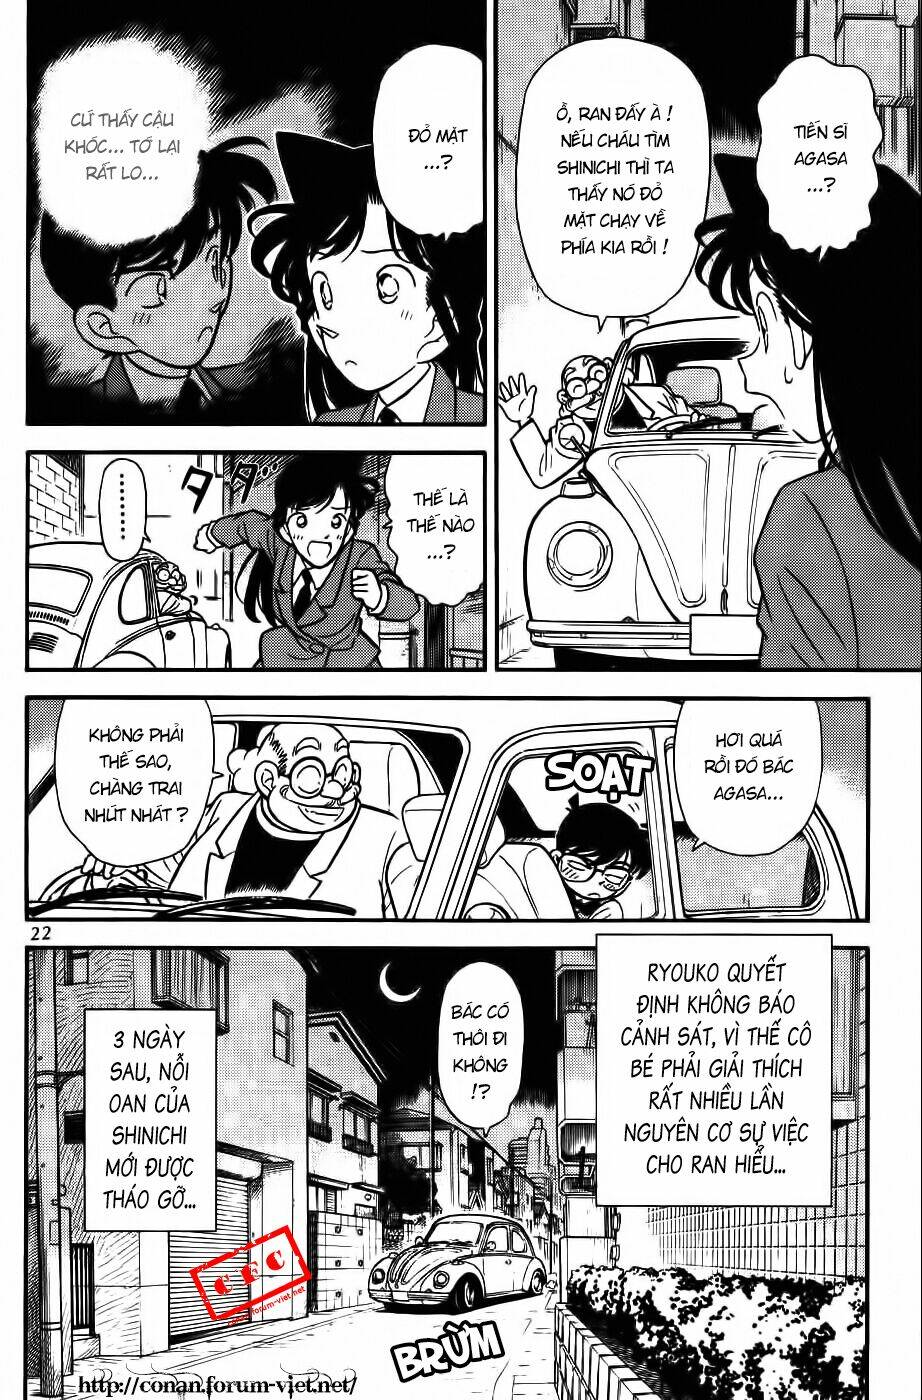 TIẾN SĨ
AGASA
...?
Ồ, RAN ĐẤY À !
NẾU CHÁU TÌM
SHINICHI THÌ TA
THẤY NÓ ĐỎ
MẶT CHẠY VỀ
PHÍA KIA RỒI !
ĐỎ MẶT
...?
CỨ THẤY CẬU
KHÓC... TỚ LẠI
RẤT LO...
THẾ LÀ
THẾ NÀO
...?
タタ
........
HƠI QUÁ
RỒI ĐÓ BÁC
AGASA...
SOẠT
KHÔNG PHẢI
THẾ SAO,
CHÀNG TRAI
NHÚT NHÁT ?
22
RYOUKO QUYẾT
ĐỊNH KHÔNG BÁO
CẢNH SÁT, VÌ THẾ CÔ
BÉ PHẢI GIẢI THÍCH
RẤT NHIỀU LẦN
NGUYÊN CƠ SỰ VIỆC
CHO RAN HIỂU...
BÁC CÓ
THÔI ĐI
KHÔNG
!?
3 NGÀY
SAU, NỖI
OAN CỦA
SHINICHI
MỚI ĐƯỢC
THÁO GỠ...
BRỪM
CFC
http://conan.forum-viet.net/